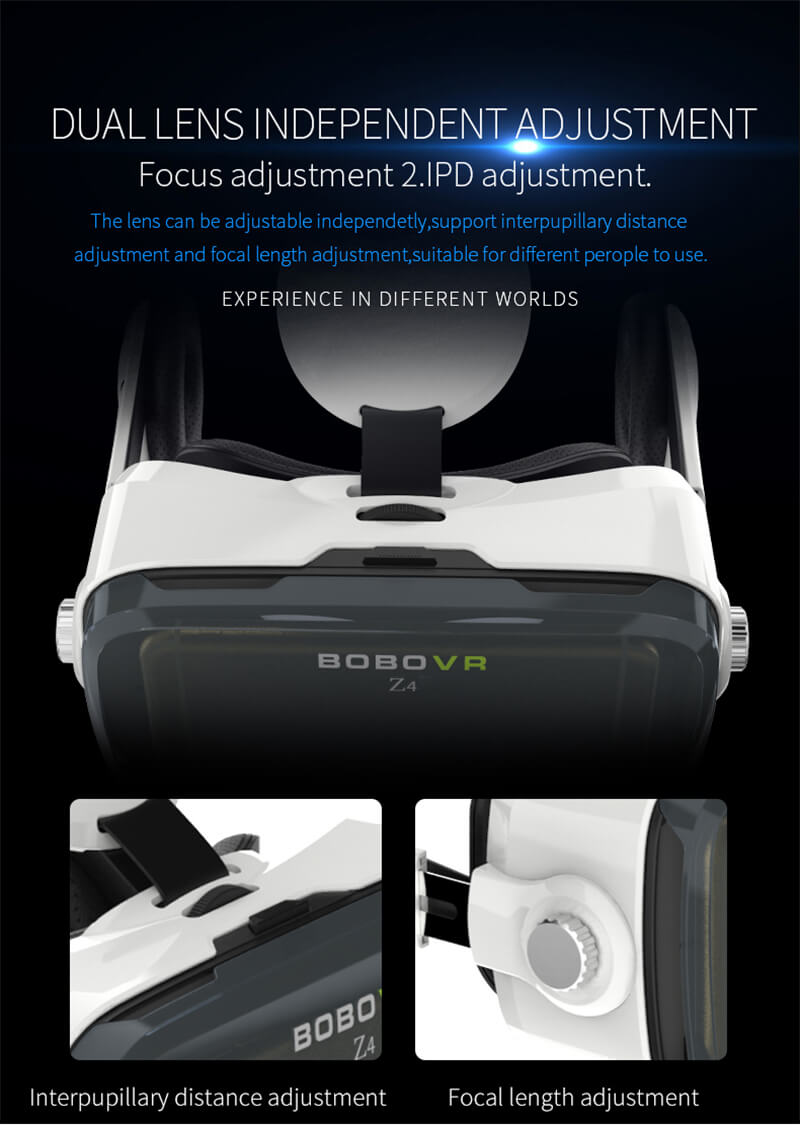 DUAL LENS INDEPENDENT ADJUSTMENT
Focus adjustment 2.IPD adjustment.
The lens can be adjustable independetly,support interpupillary distance
adjustment and focal length adjustment,suitable for different perople to use.
EXPERIENCE IN DIFFERENT WORLDS
BOBOVR
Z4
BOBOV
Z4
Interpupillary distance adjustment
Focal length adjustment